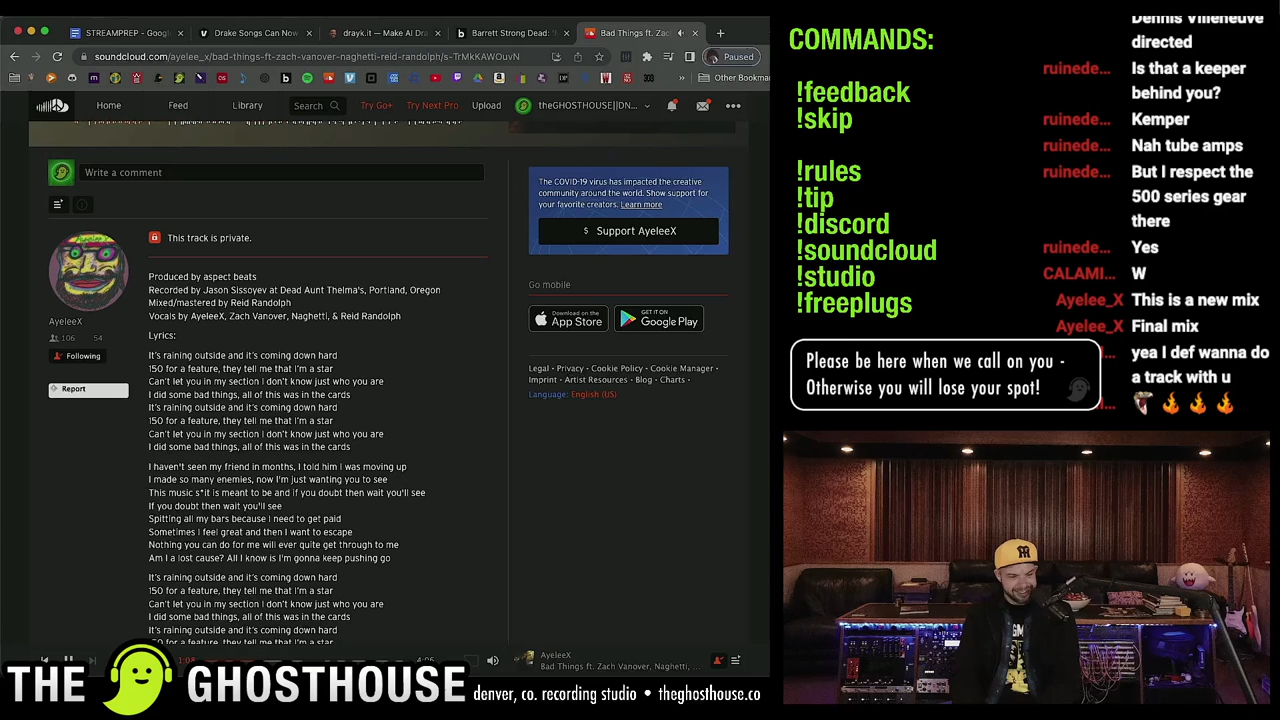 STREAMPREP - Goog
Drake Songs Can Now
drayk.it — Make AI Dra
Barrett Strong Dead: '
Bad Things ft. Zach
soundcloud.com/ayelee_x/bad-things-ft-zach-vanover-naghetti-reid-randolph/s-TrMkKAWOuvN
Paused
Other Bookmar
Home
Feed
Library
Search
Try Go+
Try Next Pro
Upload
theGHOSTHOUSE||DN...
Write a comment
This track is private.
Produced by aspect beats
Recorded by Jason Sissoyev at Dead Aunt Thelma's, Portland, Oregon
Mixed/mastered by Reid Randolph
Vocals by AyeleeX, Zach Vanover, Naghetti, & Reid Randolph
AyeleeX
106 54
Following
Report
Lyrics:
It's raining outside and it's coming down hard
150 for a feature, they tell me that I'm a star
Can't let you in my section I don't know just who you are
I did some bad things, all of this was in the cards
It's raining outside and it's coming down hard
150 for a feature, they tell me that I'm a star
Can't let you in my section I don't know just who you are
I did some bad things, all of this was in the cards
I haven't seen my friend in months, I told him I was moving up
I made so many enemies, now I'm just wanting you to see
This music s*it is meant to be and if you doubt then wait you'll see
If you doubt then wait you'll see
Spitting all my bars because I need to get paid
Sometimes I feel great and then I want to escape
Nothing you can do for me will ever quite get through to me
Am I a lost cause? All I know is I'm gonna keep pushing go
It's raining outside and it's coming down hard
150 for a feature, they tell me that I'm a star
Can't let you in my section I don't know just who you are
I did some bad things, all of this was in the cards
It's raining outside and it's coming down hard
150 for a feature, they tell me that I'm a star
The COVID-19 virus has impacted the creative
community around the world. Show support for
your favorite creators. Learn more
$ Support AyeleeX
Go mobile
Download on the
App Store
GET IT ON
Google Play
Legal · Privacy · Cookie Policy · Cookie Manager ·
Imprint · Artist Resources · Blog · Charts ·
Language: English (US)
1:08
AyeleeX
Bad Things ft. Zach Vanover, Naghetti, ...
THE GHOSTHOUSE
denver, co. recording studio • theghosthouse.co
COMMANDS:
!feedback
!skip
!rules
!tip
!discord
!soundcloud
!studio
!freeplugs
Please be here when we call on you -
Otherwise you will lose your spot!
Dennis Villeneuve
directed
ruinede... Is that a keeper
behind you?
ruinede... Kemper
ruinede... Nah tube amps
ruinede... But I respect the
500 series gear
there
ruinede... Yes
CALAMI... W
Ayelee_X This is a new mix
Ayelee_X Final mix
yea I def wanna do
a track with u